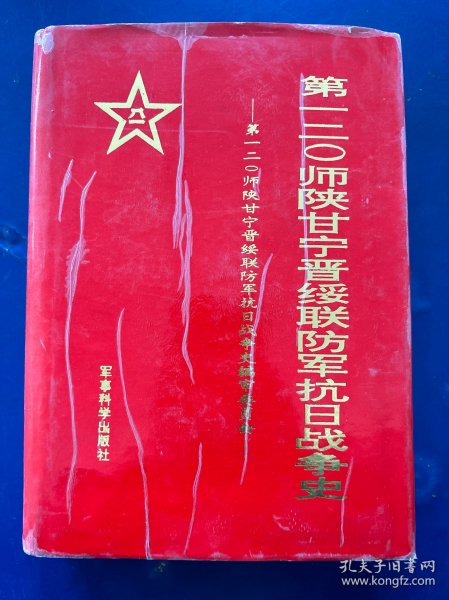 第一二〇师陕甘宁晋绥联防军抗日战争史
——第一二〇师陕甘宁晋绥联防军抗日战争史编审委员会
八一
军事科学出版社
孔夫子旧书网
www.kongfz.com